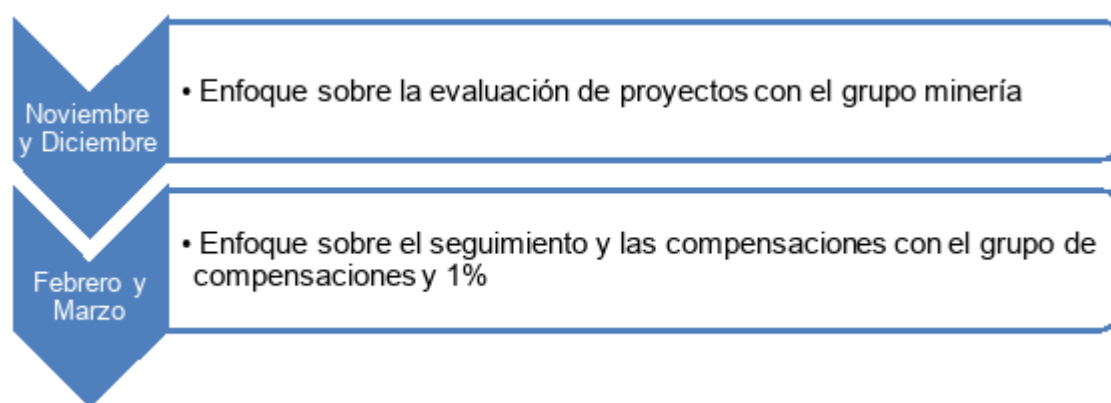 Noviembre
y Diciembre
• Enfoque sobre la evaluación de proyectos con el grupo minería
Febrero y
Marzo
• Enfoque sobre el seguimiento y las compensaciones con el grupo de
compensaciones y 1%